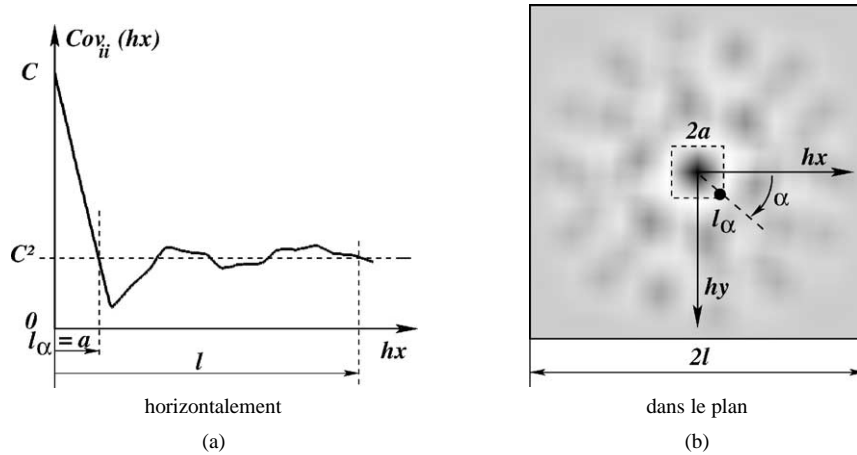 Cov_ii (hx)
C
C²
0
l_α = a
hx
l
horizontalement
(a)
2a
hx
α
l_α
hy
2l
dans le plan
(b)